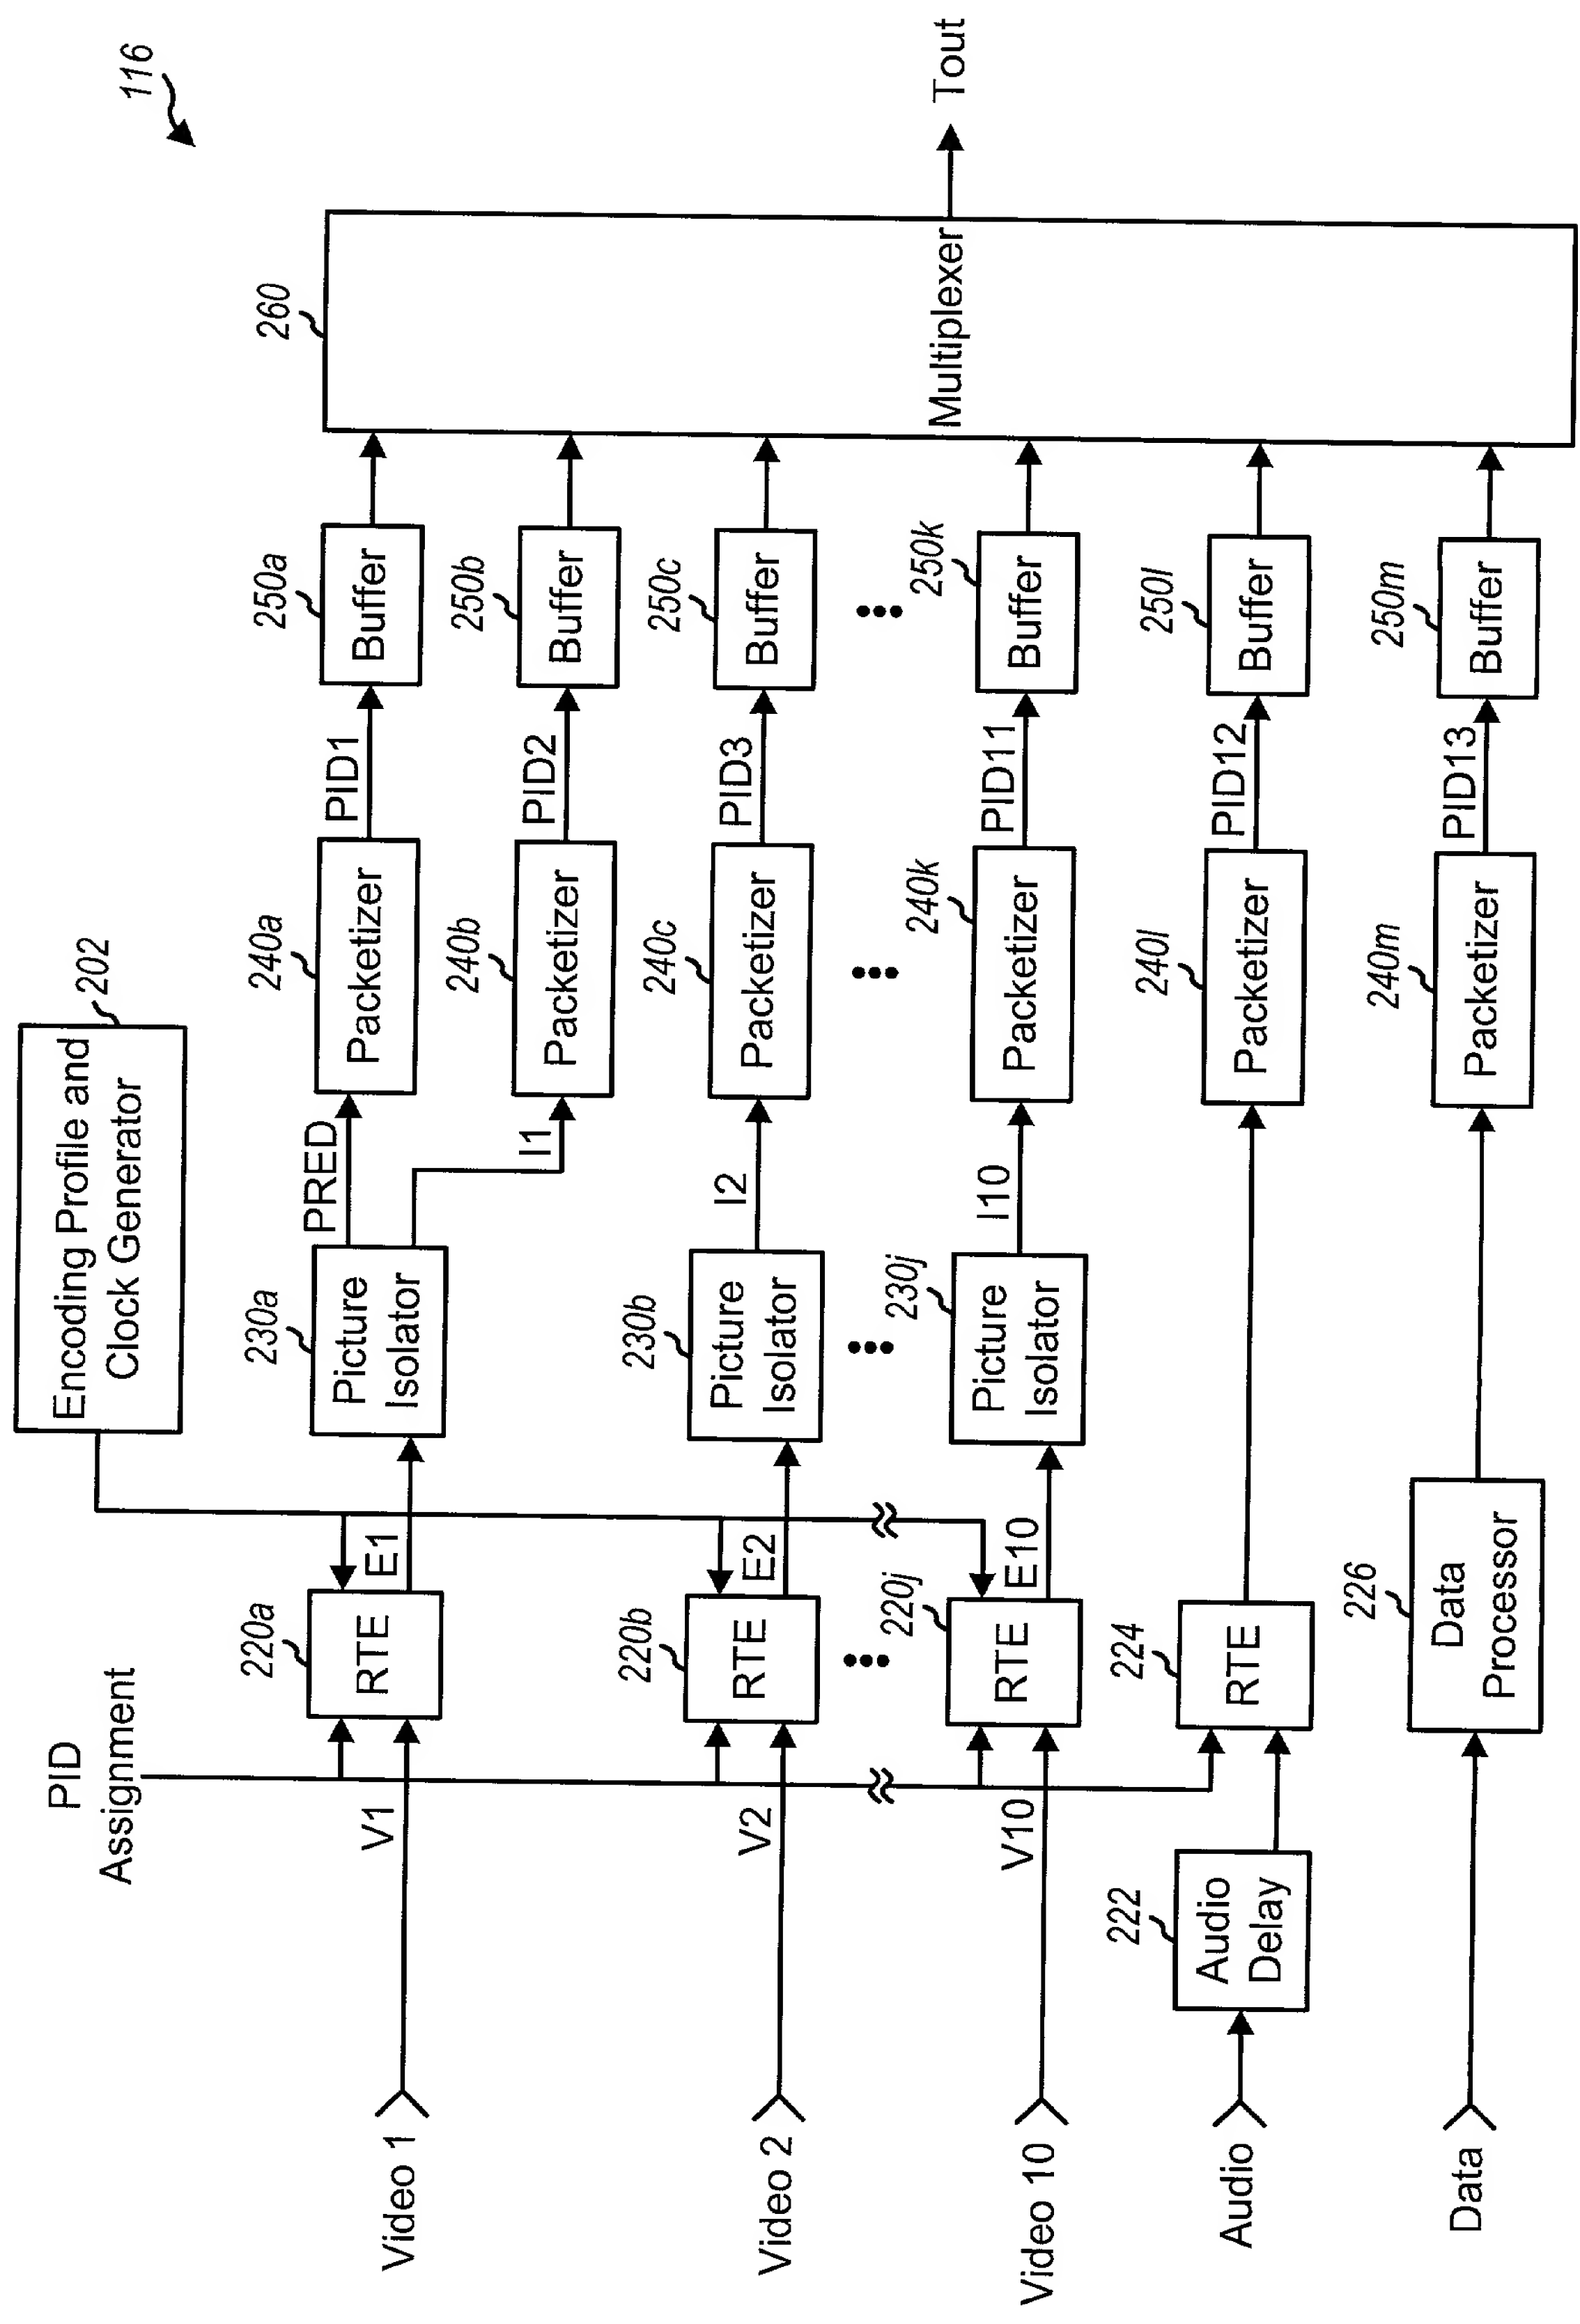 116
202
Encoding Profile and
Clock Generator
PID
Assignment
Video 1
V1
220a
RTE
E1
230a
Picture
Isolator
PRED
I1
240a
Packetizer
PID1
250a
Buffer
240b
Packetizer
PID2
250b
Buffer
260
Multiplexer
Tout
Video 2
V2
220b
RTE
E2
230b
Picture
Isolator
I2
240c
Packetizer
PID3
250c
Buffer
Video 10
V10
220j
RTE
E10
230j
Picture
Isolator
I10
240k
Packetizer
PID11
250k
Buffer
Audio
222
Audio
Delay
224
RTE
240l
Packetizer
PID12
250l
Buffer
Data
226
Data
Processor
240m
Packetizer
PID13
250m
Buffer